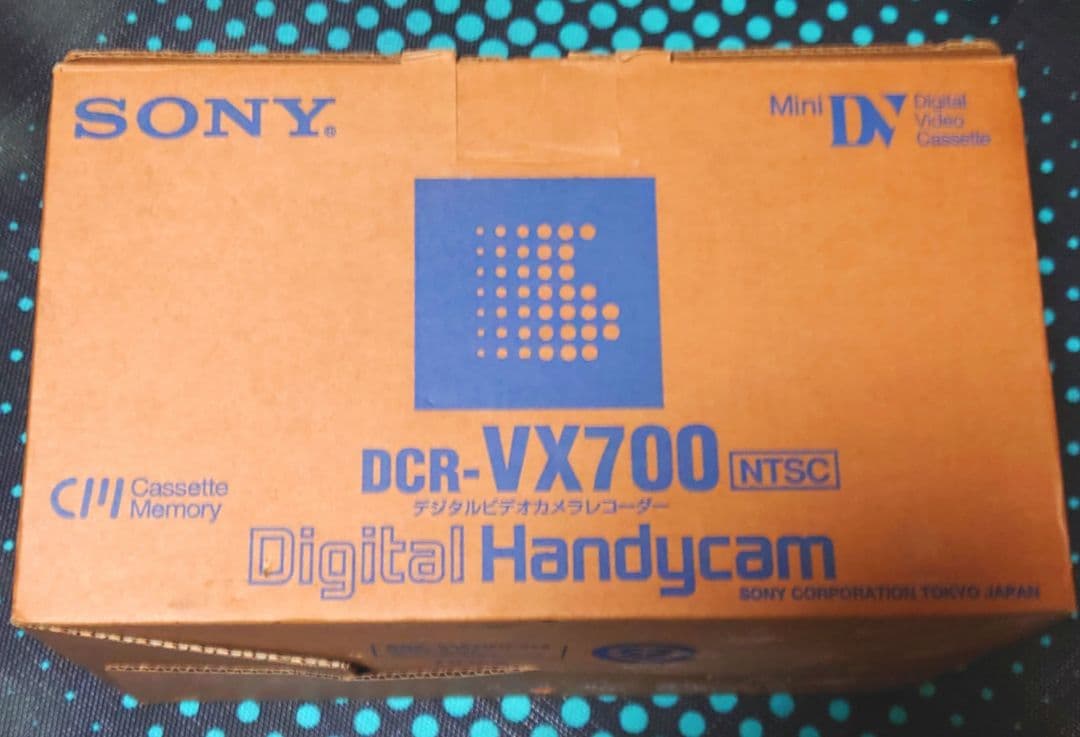 SONY®
Mini DV Digital
Video
Cassette
DCR-VX700 NTSC
デジタルビデオカメラレコーダー
Digital Handycam
Cassette
Memory
SONY CORPORATION TOKYO JAPAN